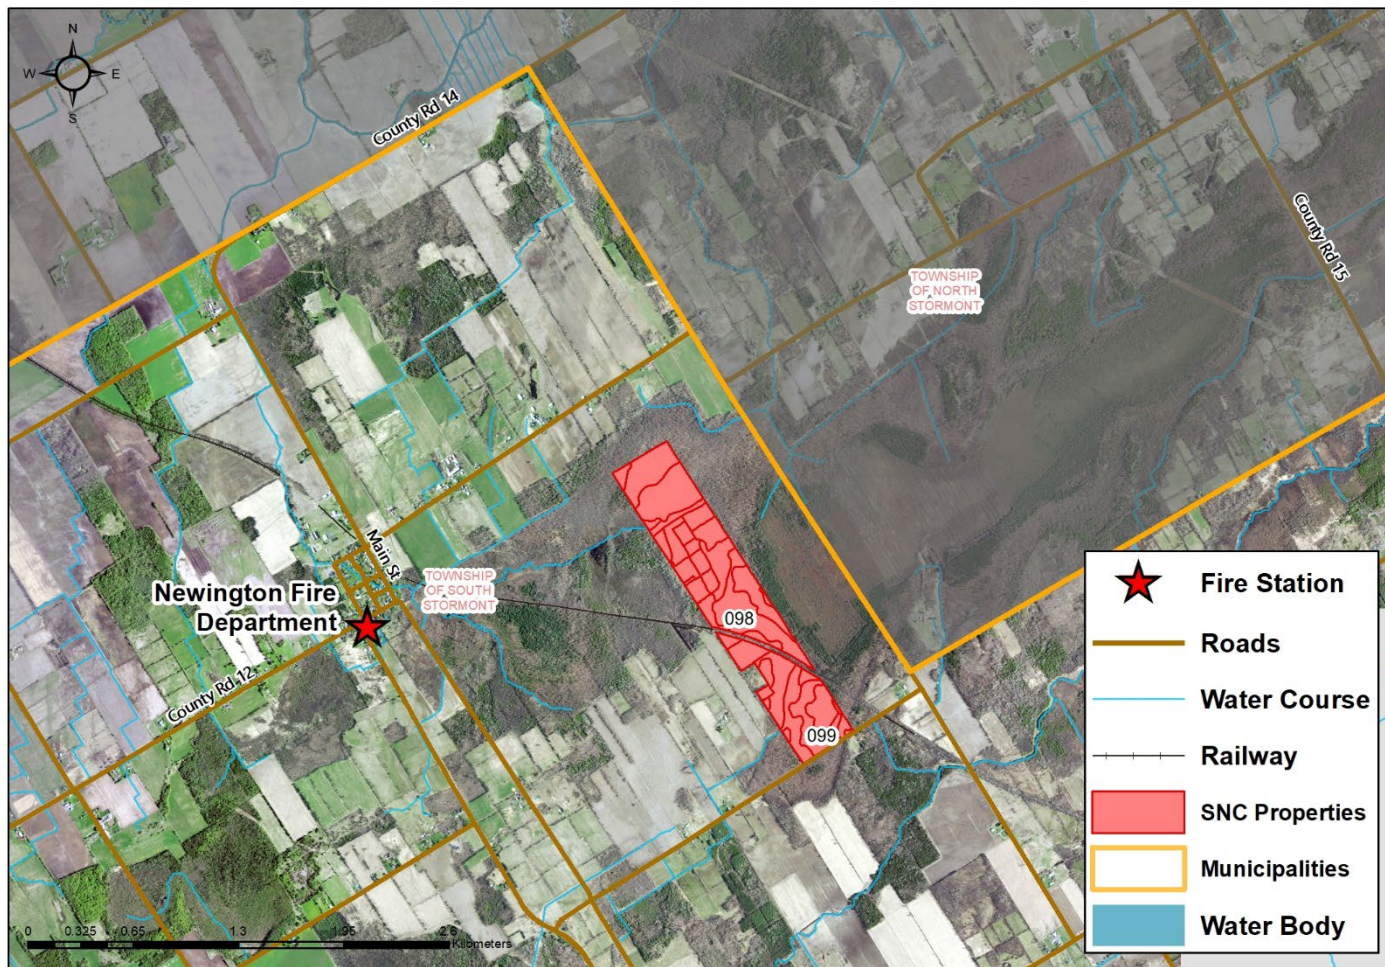 N
W E
S
County Rd 14
County Rd 15
TOWNSHIP
OF NORTH
STORMONT
Main St
TOWNSHIP
OF SOUTH
STORMONT
Newington Fire
Department
County Rd 12
098
099
Fire Station
Roads
Water Course
Railway
SNC Properties
Municipalities
Water Body
0 0.325 0.65 1.3 1.95 2.6
Kilometers